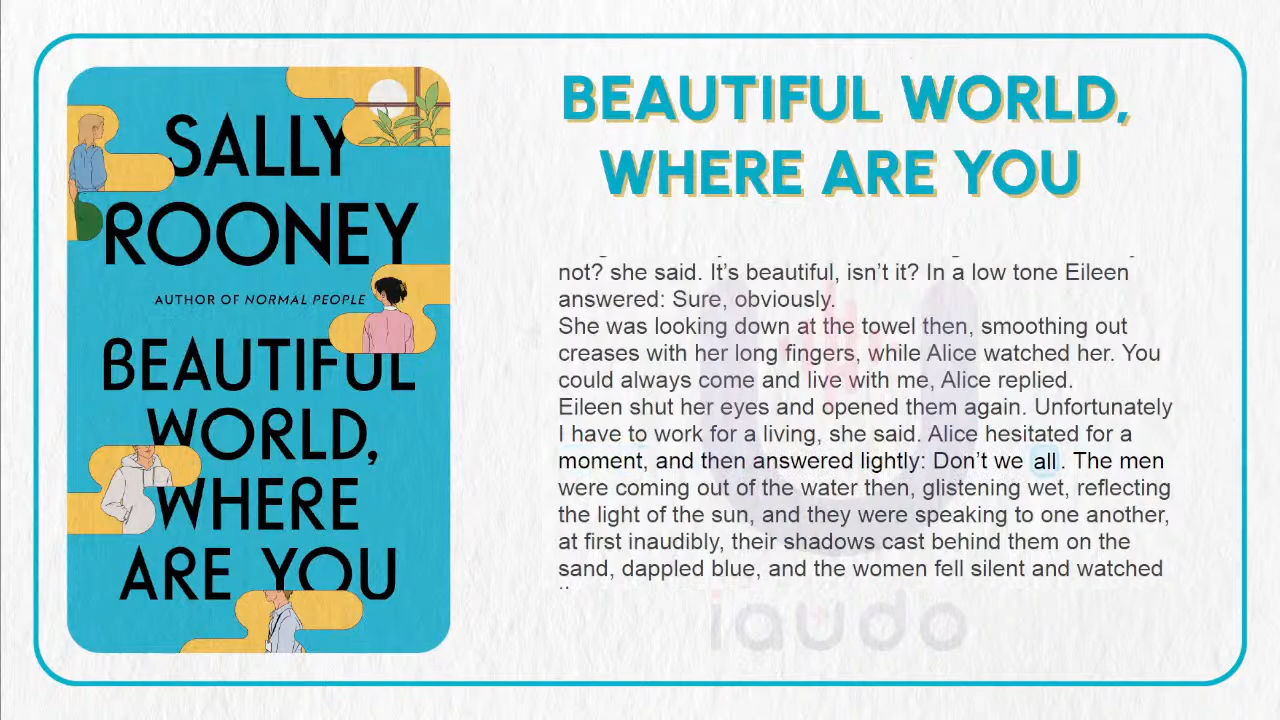 SALLY
ROONEY
AUTHOR OF NORMAL PEOPLE
BEAUTIFUL
WORLD,
WHERE
ARE YOU
BEAUTIFUL WORLD,
WHERE ARE YOU
not? she said. It’s beautiful, isn’t it? In a low tone Eileen
answered: Sure, obviously.
She was looking down at the towel then, smoothing out
creases with her long fingers, while Alice watched her. You
could always come and live with me, Alice replied.
Eileen shut her eyes and opened them again. Unfortunately
I have to work for a living, she said. Alice hesitated for a
moment, and then answered lightly: Don’t we all. The men
were coming out of the water then, glistening wet, reflecting
the light of the sun, and they were speaking to one another,
at first inaudibly, their shadows cast behind them on the
sand, dappled blue, and the women fell silent and watched
iaudo